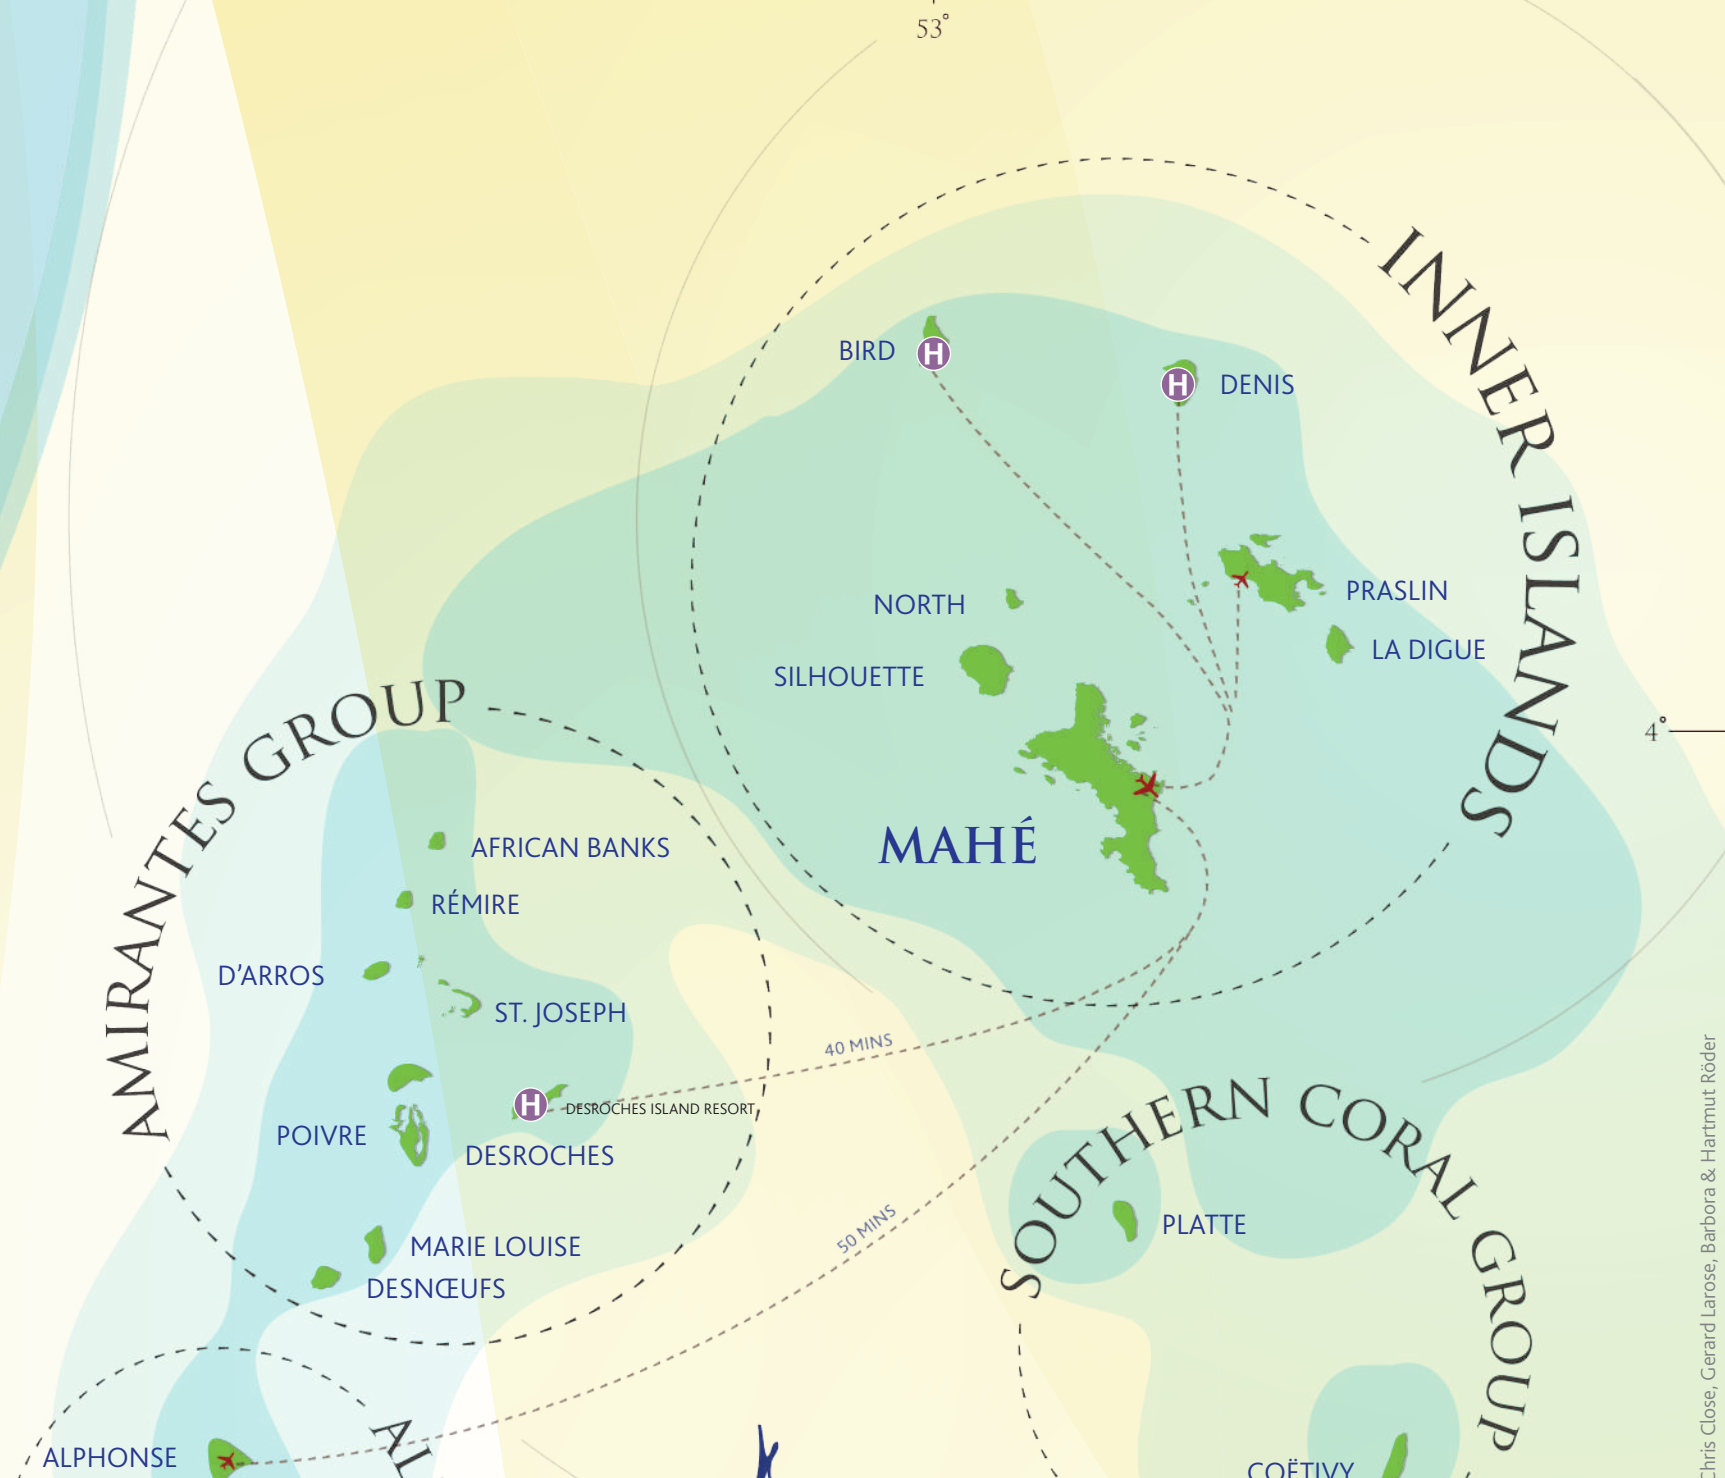 53°
INNER ISLANDS
BIRD
H
H
DENIS
NORTH
PRASLIN
SILHOUETTE
LA DIGUE
4°
MAHÉ
AMIRANTES GROUP
AFRICAN BANKS
RÉMIRE
D'ARROS
ST. JOSEPH
40 MINS
H
DESROCHES ISLAND RESORT
POIVRE
DESROCHES
50 MINS
MARIE LOUISE
DESNŒUFS
SOUTHERN CORAL GROUP
PLATTE
ALPHONSE
AL
COËTIVY
Chris Close, Gerard Larose, Barbora & Hartmut Röder